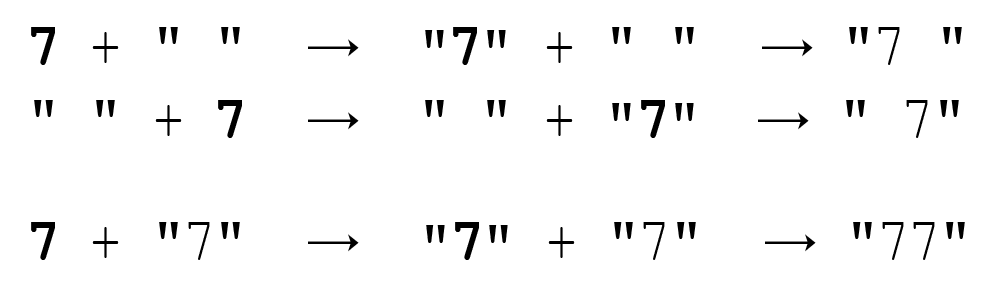 7 + " " → "7" + " " → "7 "
" " + 7 → " " + "7" → " 7"
7 + "7" → "7" + "7" → "77"